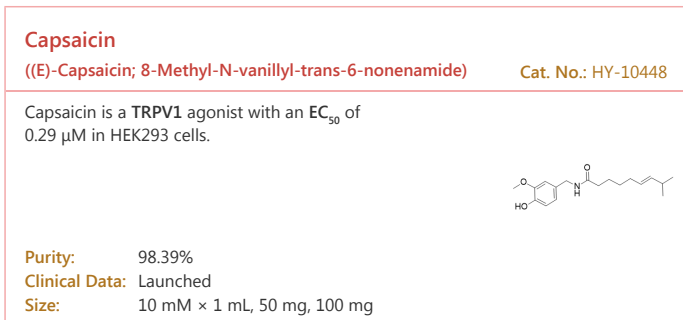 Capsaicin
((E)-Capsaicin; 8-Methyl-N-vanillyl-trans-6-nonenamide) Cat. No.: HY-10448
Capsaicin is a TRPV1 agonist with an EC50 of
0.29 μM in HEK293 cells.
O
O
N
H
HO
Purity: 98.39%
Clinical Data: Launched
Size: 10 mM × 1 mL, 50 mg, 100 mg